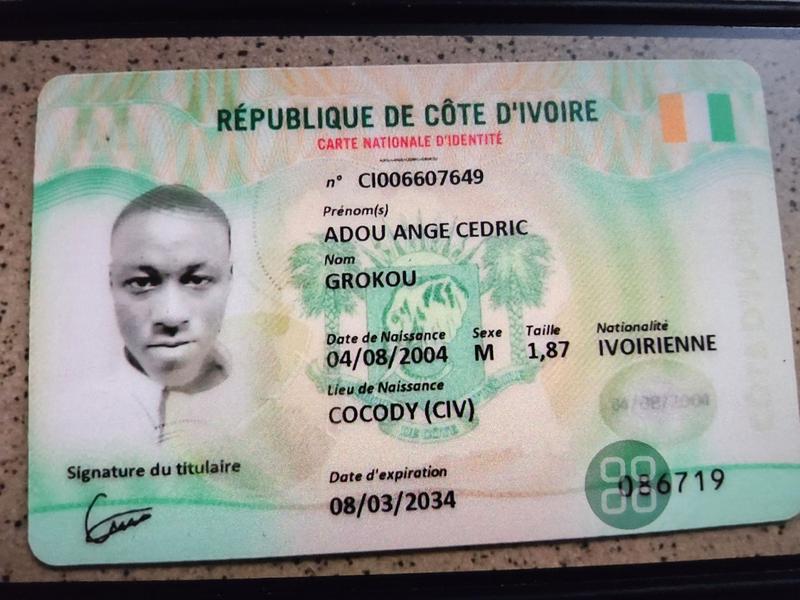 RÉPUBLIQUE DE CÔTE D'IVOIRE
CARTE NATIONALE D'IDENTITÉ
n° CI006607649
Prénom(s)
ADOU ANGE CEDRIC
Nom
GROKOU
Date de Naissance Sexe Taille Nationalité
04/08/2004 M 1,87 IVOIRIENNE
Lieu de Naissance
COCODY (CIV)
Signature du titulaire
Date d'expiration
08/03/2034
086719